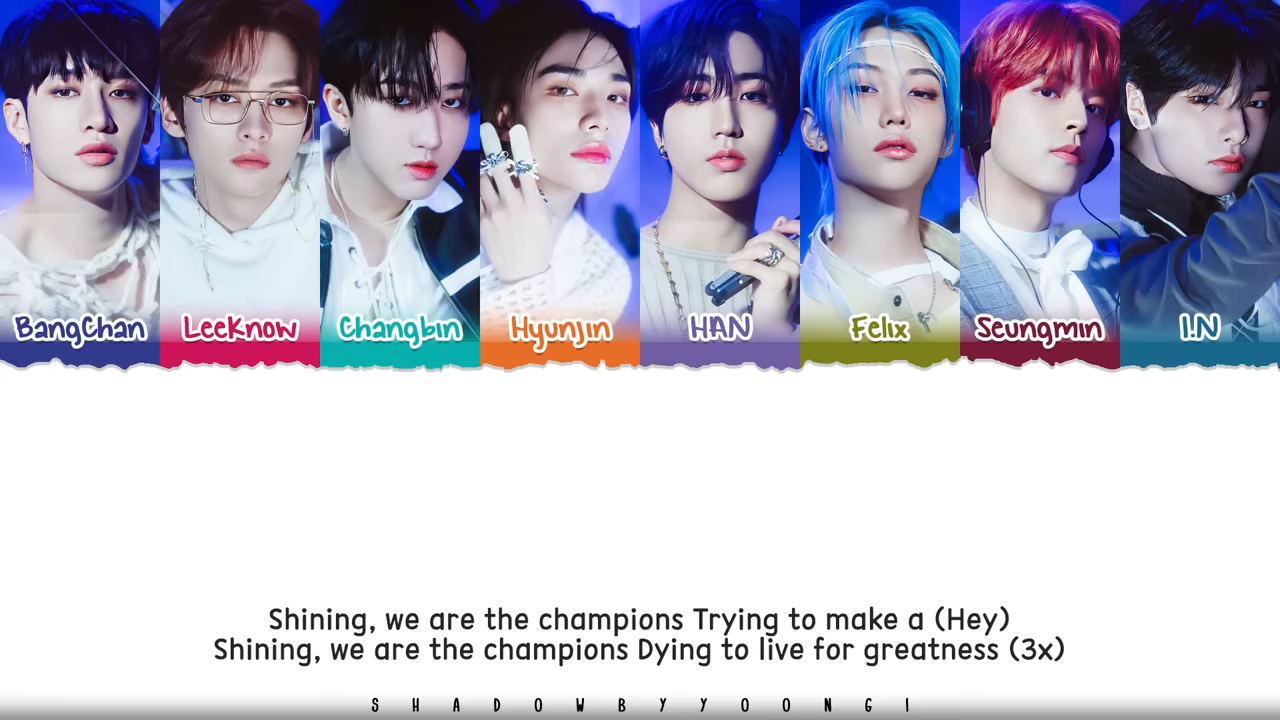 BangChan LeeKnow Changbin Hyunjin HAN Felix Seungmin I.N
Shining, we are the champions Trying to make a (Hey)
Shining, we are the champions Dying to live for greatness (3x)
SHADOWBYYOONGI